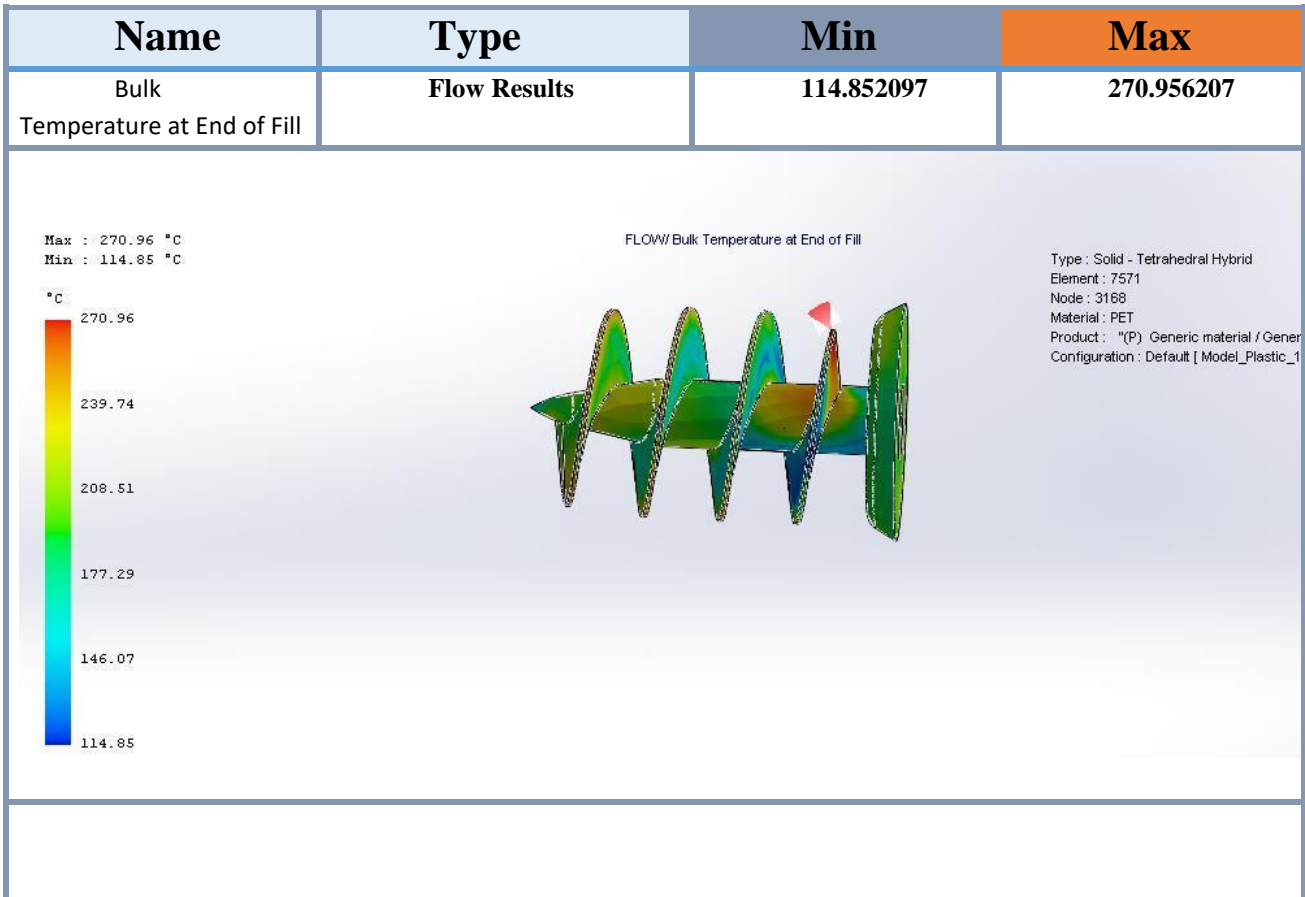 Name Type Min Max
Bulk Flow Results 114.852097 270.956207
Temperature at End of Fill
Max : 270.96 °C
Min : 114.85 °C
FLOW/ Bulk Temperature at End of Fill
Type : Solid - Tetrahedral Hybrid
Element : 7571
Node : 3168
Material : PET
Product : "(P) Generic material / Gener
Configuration : Default [ Model_Plastic_1
°C
270.96
239.74
208.51
177.29
146.07
114.85